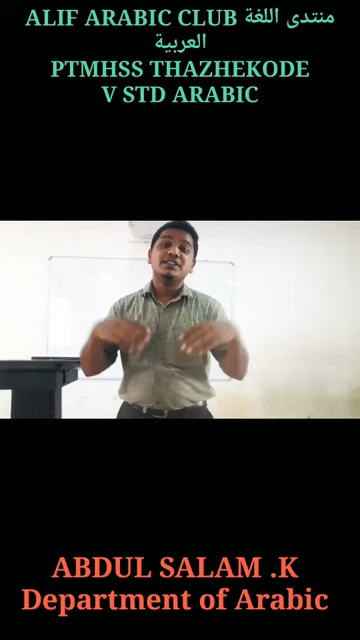 ALIF ARABIC CLUB منتدى اللغة
العربية
PTMHSS THAZHEKODE
V STD ARABIC
ABDUL SALAM .K
Department of Arabic